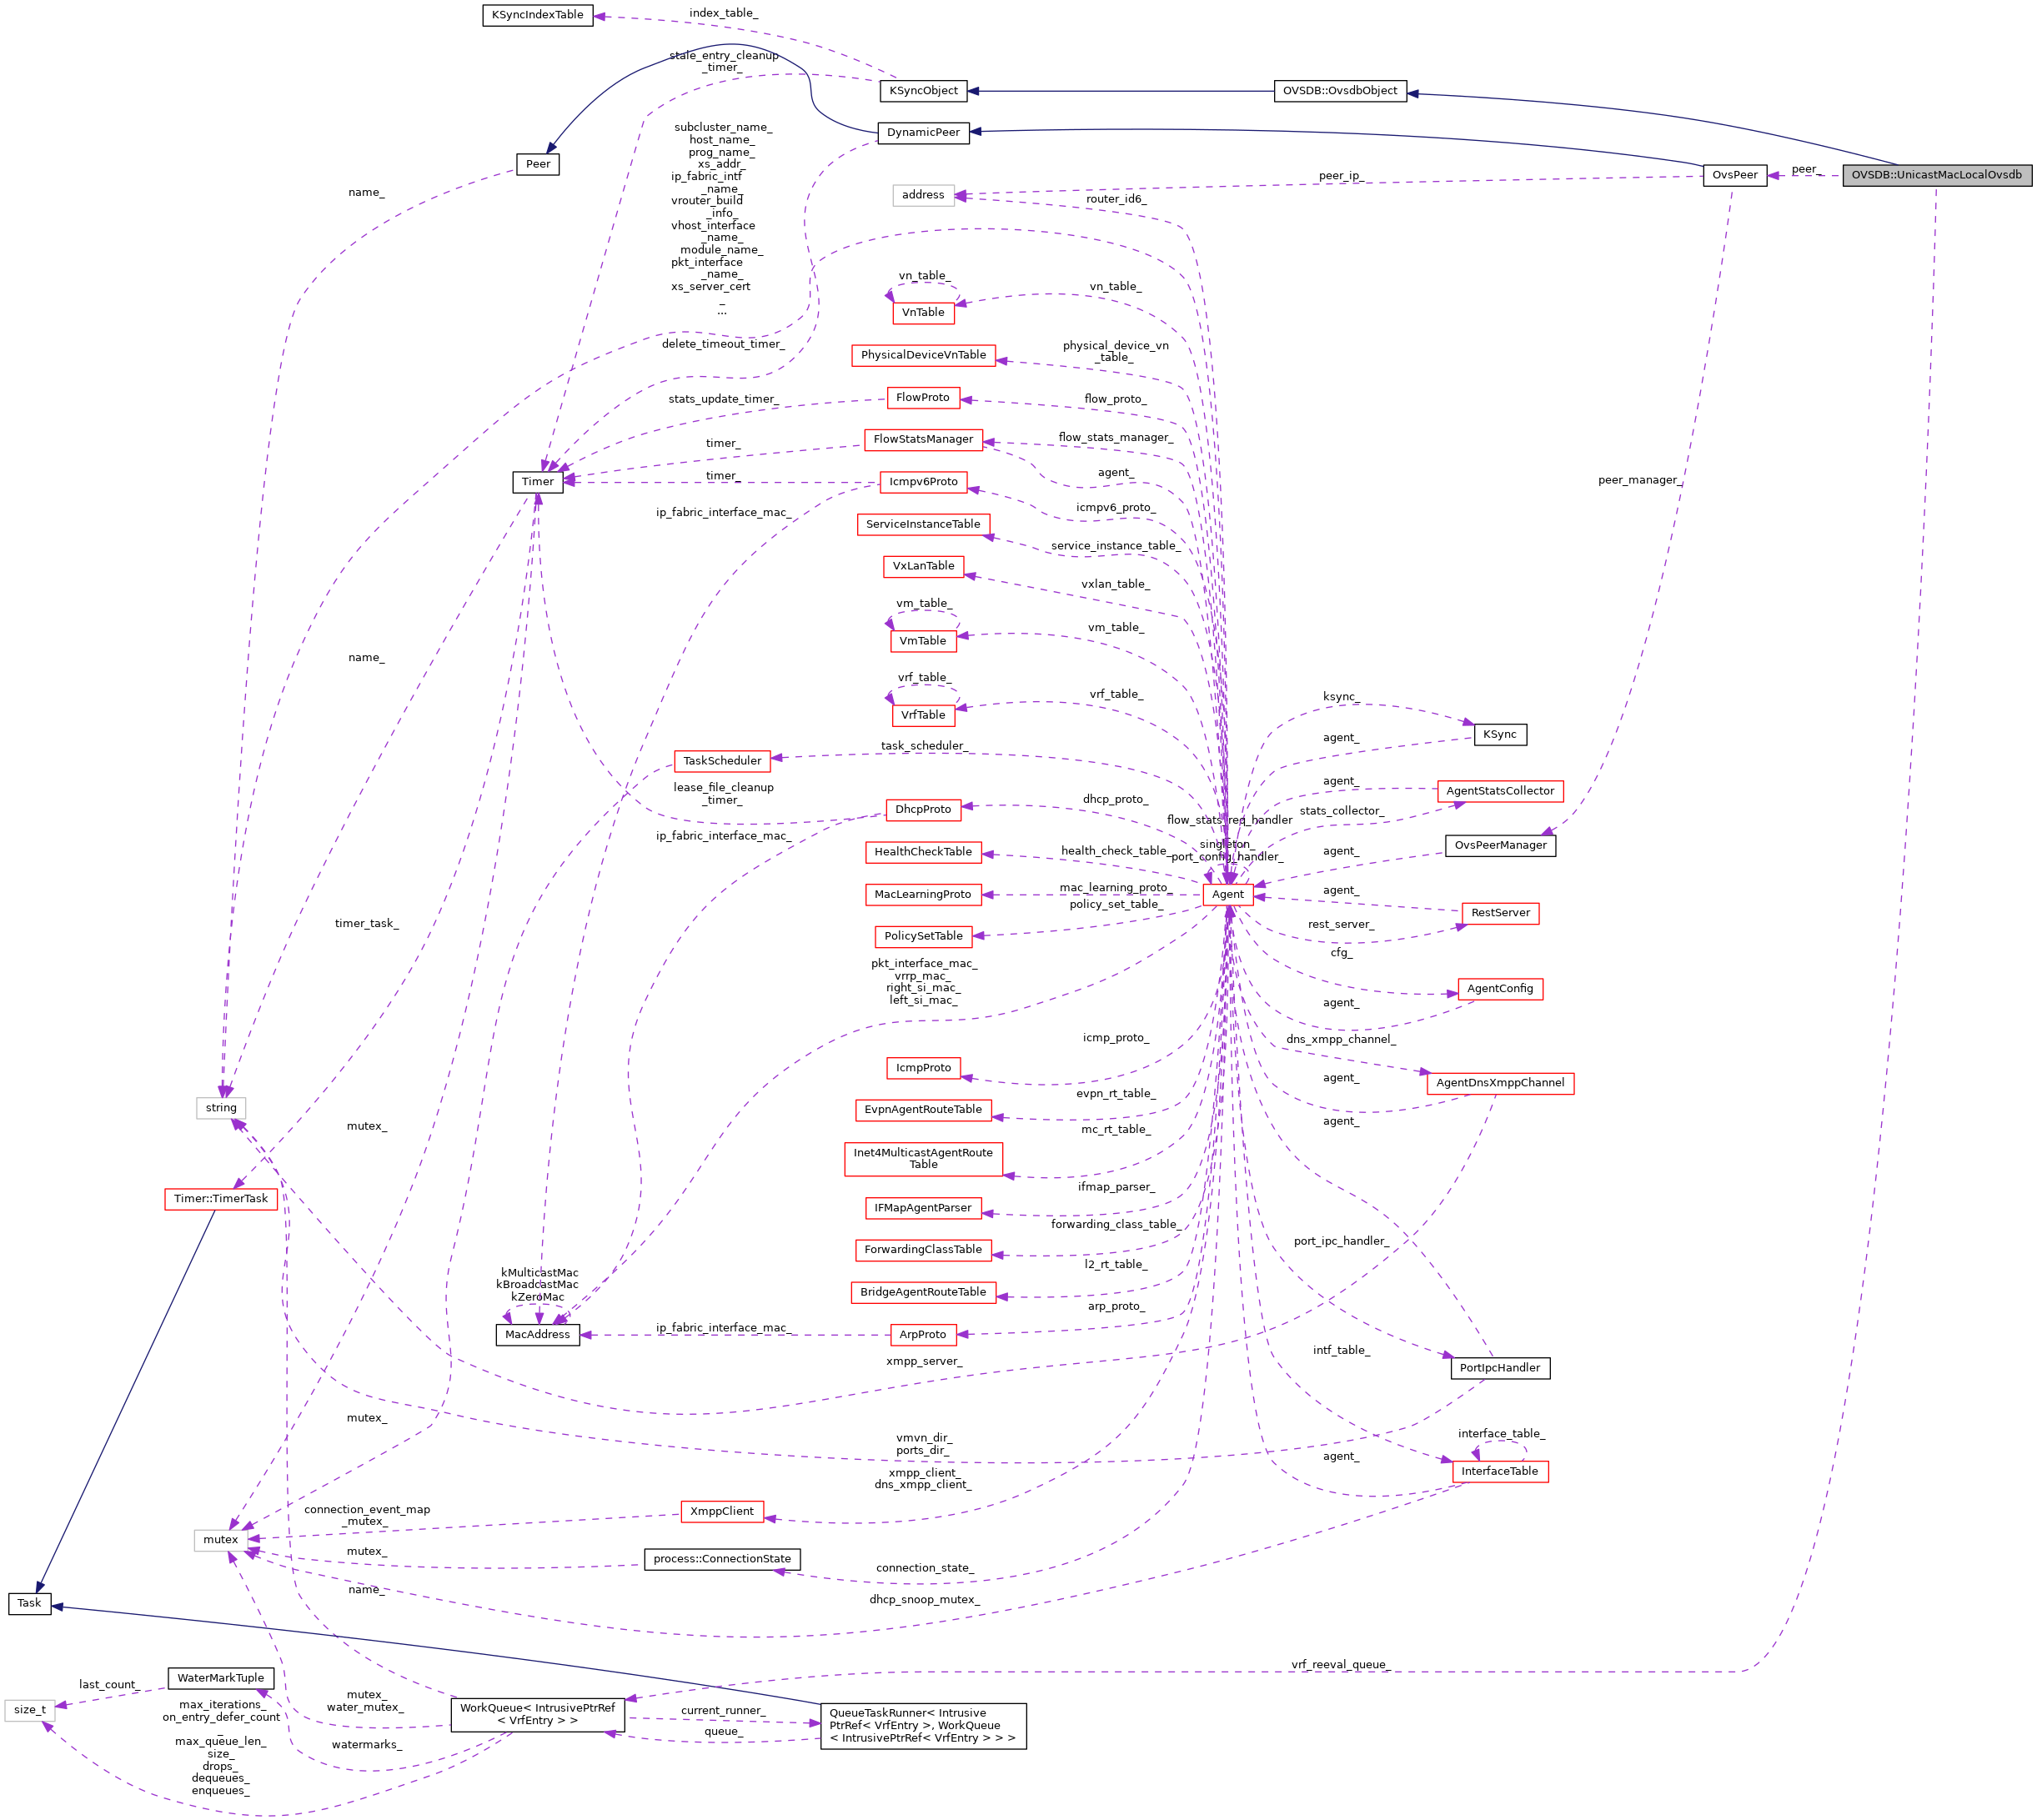 KSyncIndexTable
index_table_
stale_entry_cleanup
_timer_
KSyncObject
OVSDB::OvsdbObject
DynamicPeer
Peer
subcluster_name_
host_name_
prog_name_
xs_addr_
ip_fabric_intf
_name_
vrouter_build
_info_
vhost_interface
_name_
module_name_
pkt_interface
_name_
xs_server_cert
_
...
OvsPeer
peer_
OVSDB::UnicastMacLocalOvsdb
peer_ip_
address
router_id6_
name_
vn_table_
VnTable
vn_table_
delete_timeout_timer_
PhysicalDeviceVnTable
physical_device_vn
_table_
stats_update_timer_
FlowProto
flow_proto_
timer_
FlowStatsManager
flow_stats_manager_
agent_
Timer
timer_
Icmpv6Proto
icmpv6_proto_
peer_manager_
ip_fabric_interface_mac_
ServiceInstanceTable
service_instance_table_
VxLanTable
vxlan_table_
vm_table_
VmTable
vm_table_
name_
vrf_table_
VrfTable
vrf_table_
ksync_
KSync
agent_
TaskScheduler
task_scheduler_
agent_
AgentStatsCollector
lease_file_cleanup
_timer_
DhcpProto
dhcp_proto_
stats_collector_
flow_stats_req_handler
ip_fabric_interface_mac_
HealthCheckTable
health_check_table_
singleton_
port_config_handler_
agent_
OvsPeerManager
MacLearningProto
mac_learning_proto_
Agent
agent_
RestServer
policy_set_table_
PolicySetTable
rest_server_
timer_task_
cfg_
pkt_interface_mac_
vrrp_mac_
right_si_mac_
left_si_mac_
AgentConfig
agent_
icmp_proto_
dns_xmpp_channel_
IcmpProto
agent_
AgentDnsXmppChannel
evpn_rt_table_
string
EvpnAgentRouteTable
mutex_
mc_rt_table_
agent_
Inet4MulticastAgentRoute
Table
Timer::TimerTask
ifmap_parser_
IFMapAgentParser
forwarding_class_table_
ForwardingClassTable
port_ipc_handler_
l2_rt_table_
BridgeAgentRouteTable
kMulticastMac
kBroadcastMac
kZeroMac
arp_proto_
MacAddress
ip_fabric_interface_mac_
ArpProto
xmpp_server_
intf_table_
PortIpcHandler
mutex_
vmvn_dir_
ports_dir_
interface_table_
agent_
InterfaceTable
xmpp_client_
dns_xmpp_client_
connection_event_map
_mutex_
XmppClient
mutex
mutex_
process::ConnectionState
connection_state_
name_
dhcp_snoop_mutex_
Task
vrf_reeval_queue_
WaterMarkTuple
last_count_
size_t
max_iterations_
on_entry_defer_count
_
max_queue_len_
size_
drops_
dequeues_
enqueues_
mutex_
water_mutex_
watermarks_
WorkQueue< IntrusivePtrRef
< VrfEntry > >
current_runner_
queue_
QueueTaskRunner< Intrusive
PtrRef< VrfEntry >, WorkQueue
< IntrusivePtrRef< VrfEntry > > >